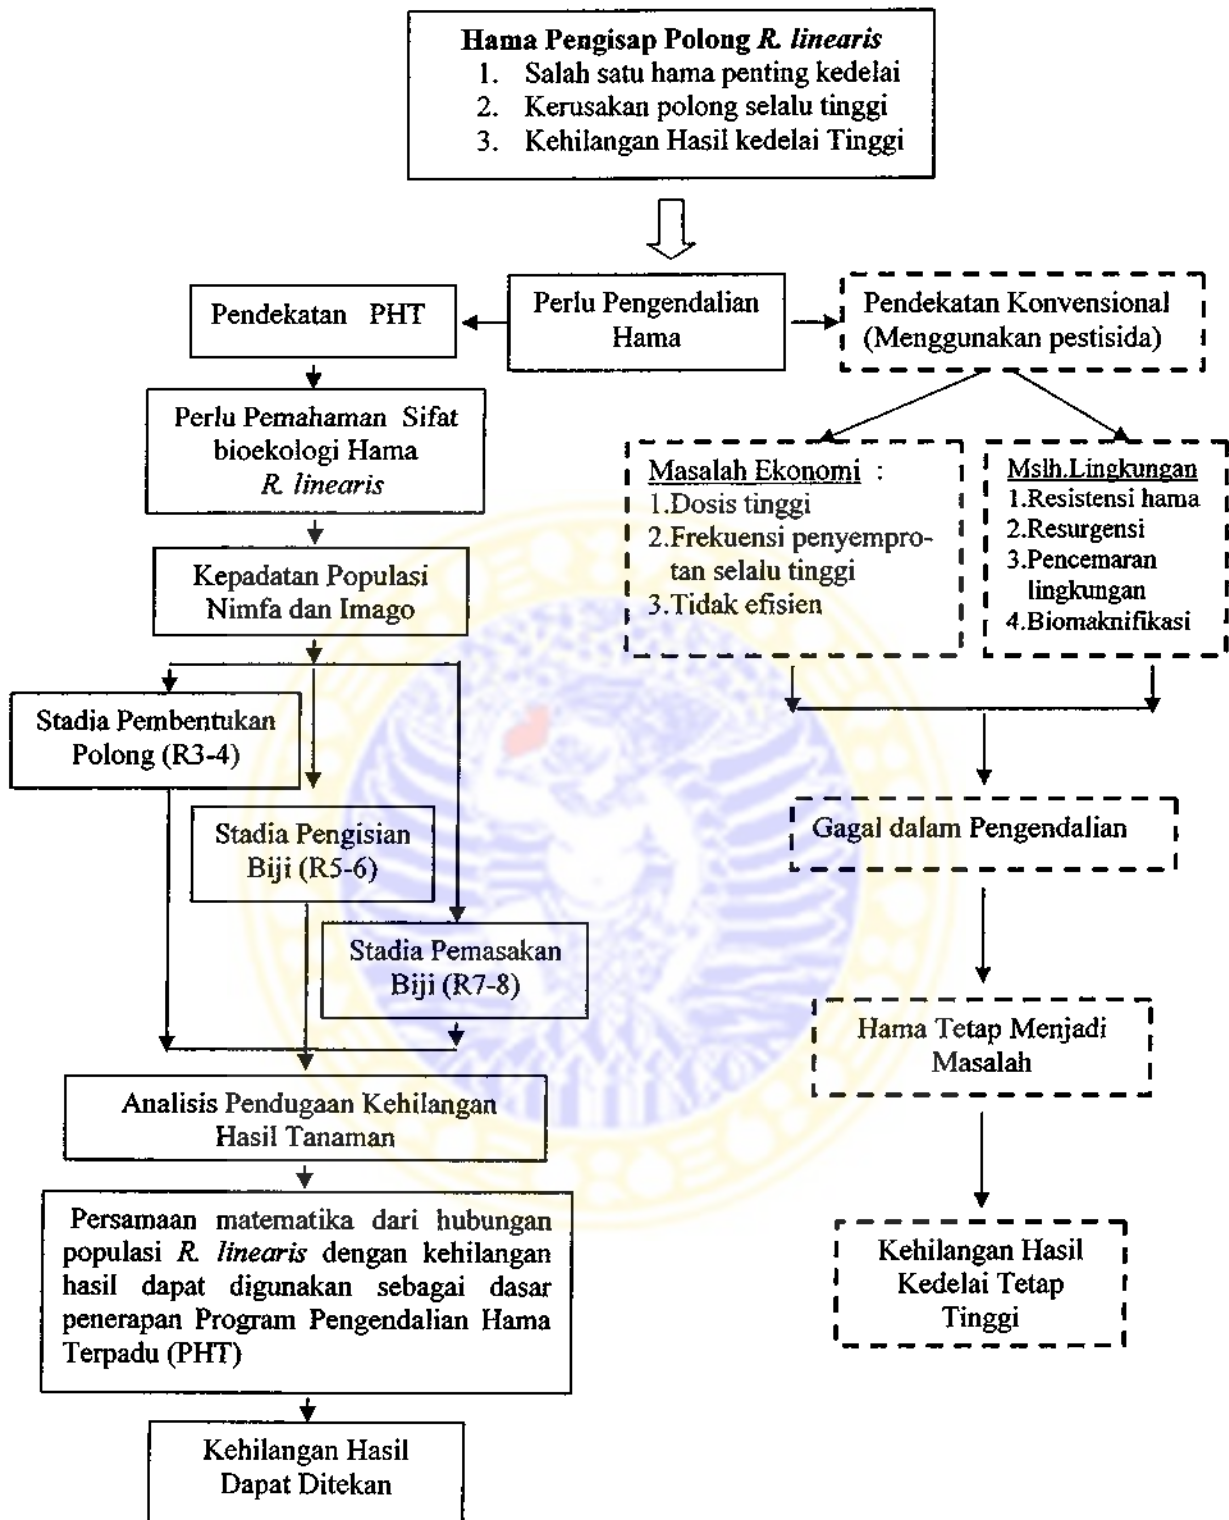 Hama Pengisap Polong R. linearis
1. Salah satu hama penting kedelai
2. Kerusakan polong selalu tinggi
3. Kehilangan Hasil kedelai Tinggi
Perlu Pengendalian
Hama
Pendekatan PHT
Perlu Pemahaman Sifat
bioekologi Hama
R. linearis
Kepadatan Populasi
Nimfa dan Imago
Stadia Pembentukan
Polong (R3-4)
Stadia Pengisian
Biji (R5-6)
Stadia Pemasakan
Biji (R7-8)
Analisis Pendugaan Kehilangan
Hasil Tanaman
Persamaan matematika dari hubungan
populasi R. linearis dengan kehilangan
hasil dapat digunakan sebagai dasar
penerapan Program Pengendalian Hama
Terpadu (PHT)
Kehilangan Hasil
Dapat Ditekan
Pendekatan Konvensional
(Menggunakan pestisida)
Masalah Ekonomi :
1.Dosis tinggi
2.Frekuensi penyempro-
tan selalu tinggi
3.Tidak efisien
Mslh.Lingkungan
1.Resistensi hama
2.Resurgensi
3.Pencemaran
lingkungan
4.Biomaknifikasi
Gagal dalam Pengendalian
Hama Tetap Menjadi
Masalah
Kehilangan Hasil
Kedelai Tetap
Tinggi